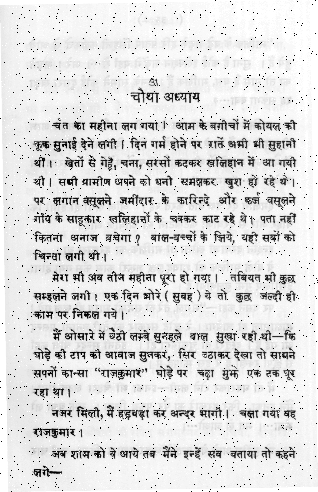 चौथा अध्याय
चैत का महीना लग गया। आम के बगीचों में कोयल की
कूक सुनाई देने लगी। दिन गर्म होने पर रातें अभी भी सुहानी
थीं। खेतों से गेहूँ, चना, सरसों कटकर खलिहान में आ गयी
थी। सभी ग्रामीण अपने को धनी समझकर खुश हो रहे थे।
पर लगान वसूलने जमींदार के कारिन्दे और कर्ज वसूलने
गाँव के साहूकार खलिहानों के चक्कर काट रहे थे। पता नहीं
कितना अनाज बचेगा? बाल-बच्चों के लिये, यही सबों को
चिन्ता लगी थी।
मेरा भी अब तीन महीना पूरा हो गया। तबियत भी कुछ
सम्हलने लगी। एक दिन भोरे (सुबह) ये तो कुछ जल्दी ही
काम पर निकल गये।
मैं ओसारे में बैठी लम्बे सुनहले बाल सुखा रही थी—कि
घोड़े की टाप की आवाज सुनकर, सिर उठाकर देखा तो सामने
सपनों का-सा "राजकुमार" घोड़े पर चढ़ा मुझे एक टक घूर
रहा था।
नजर मिली, मैं हड़बड़ा कर अन्दर भागी। चला गया वह
राजकुमार।
अब शाम को ये आये तब मैंने इन्हें सब बताया तो कहने
लगे—